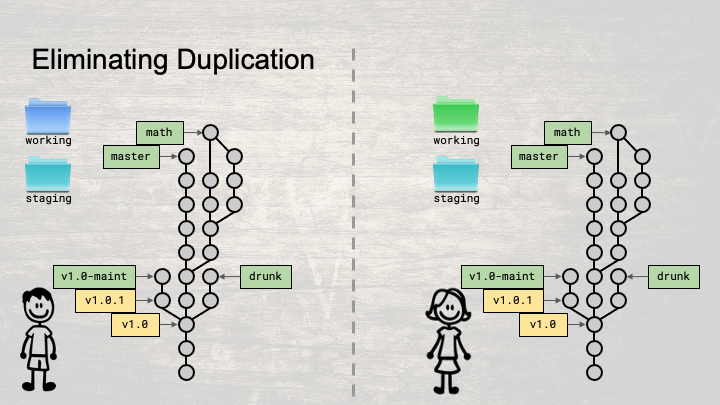 Eliminating Duplication
working
staging
math
master
v1.0-maint
drunk
v1.0.1
v1.0
working
staging
math
master
v1.0-maint
drunk
v1.0.1
v1.0